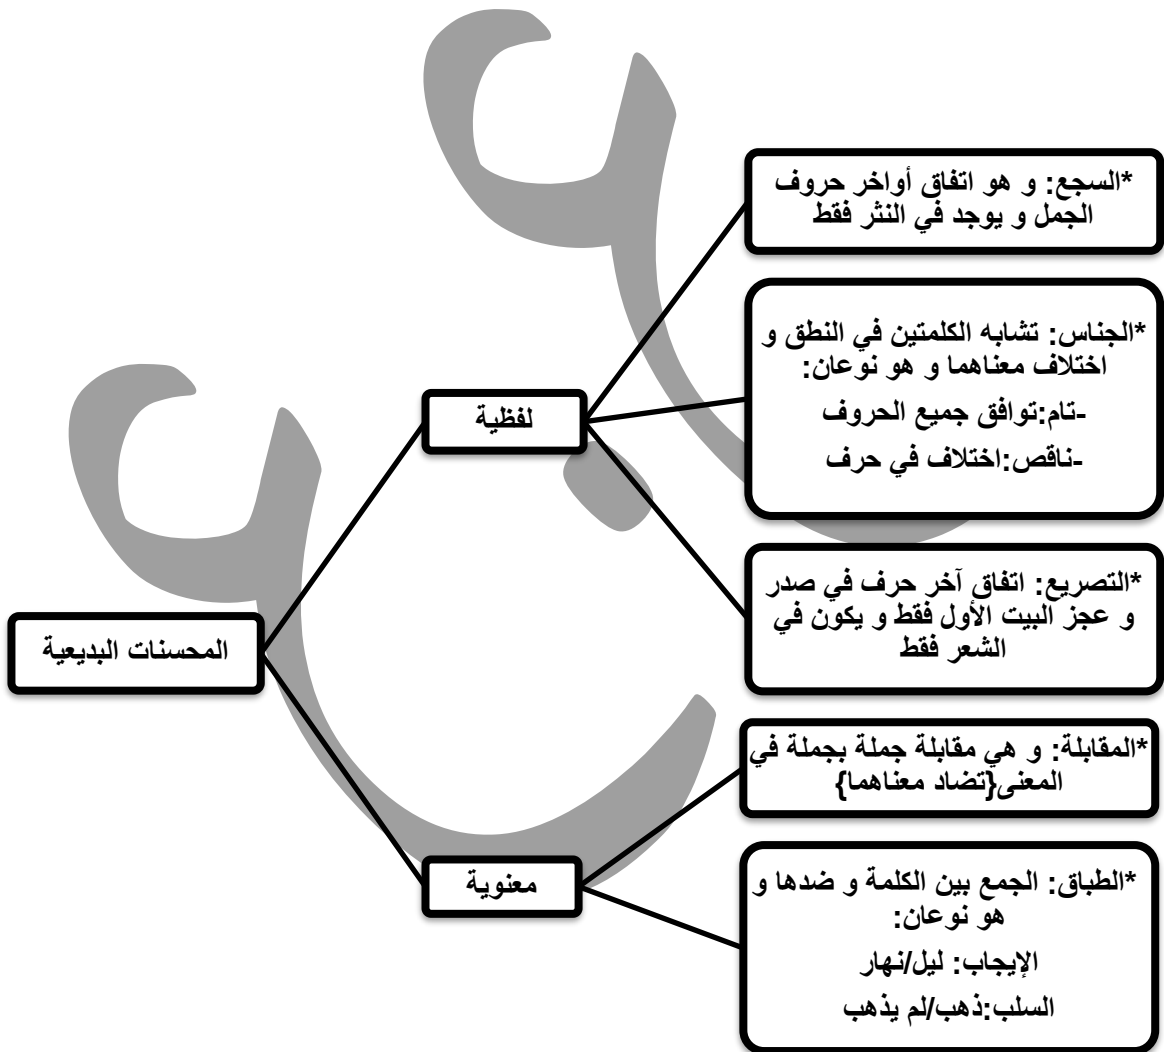 المحسنات البديعية
لفظية
*السجع: و هو اتفاق أواخر حروف
الجمل و يوجد في النثر فقط
*الجناس: تشابه الكلمتين في النطق و
اختلاف معناهما و هو نوعان:
-تام:توافق جميع الحروف
-ناقص:اختلاف في حرف
*التصريع: اتفاق آخر حرف في صدر
و عجز البيت الأول فقط و يكون في
الشعر فقط
معنوية
*المقابلة: و هي مقابلة جملة بجملة في
المعنى{تضاد معناهما}
*الطباق: الجمع بين الكلمة و ضدها و
هو نوعان:
الإيجاب: ليل/نهار
السلب:ذهب/لم يذهب